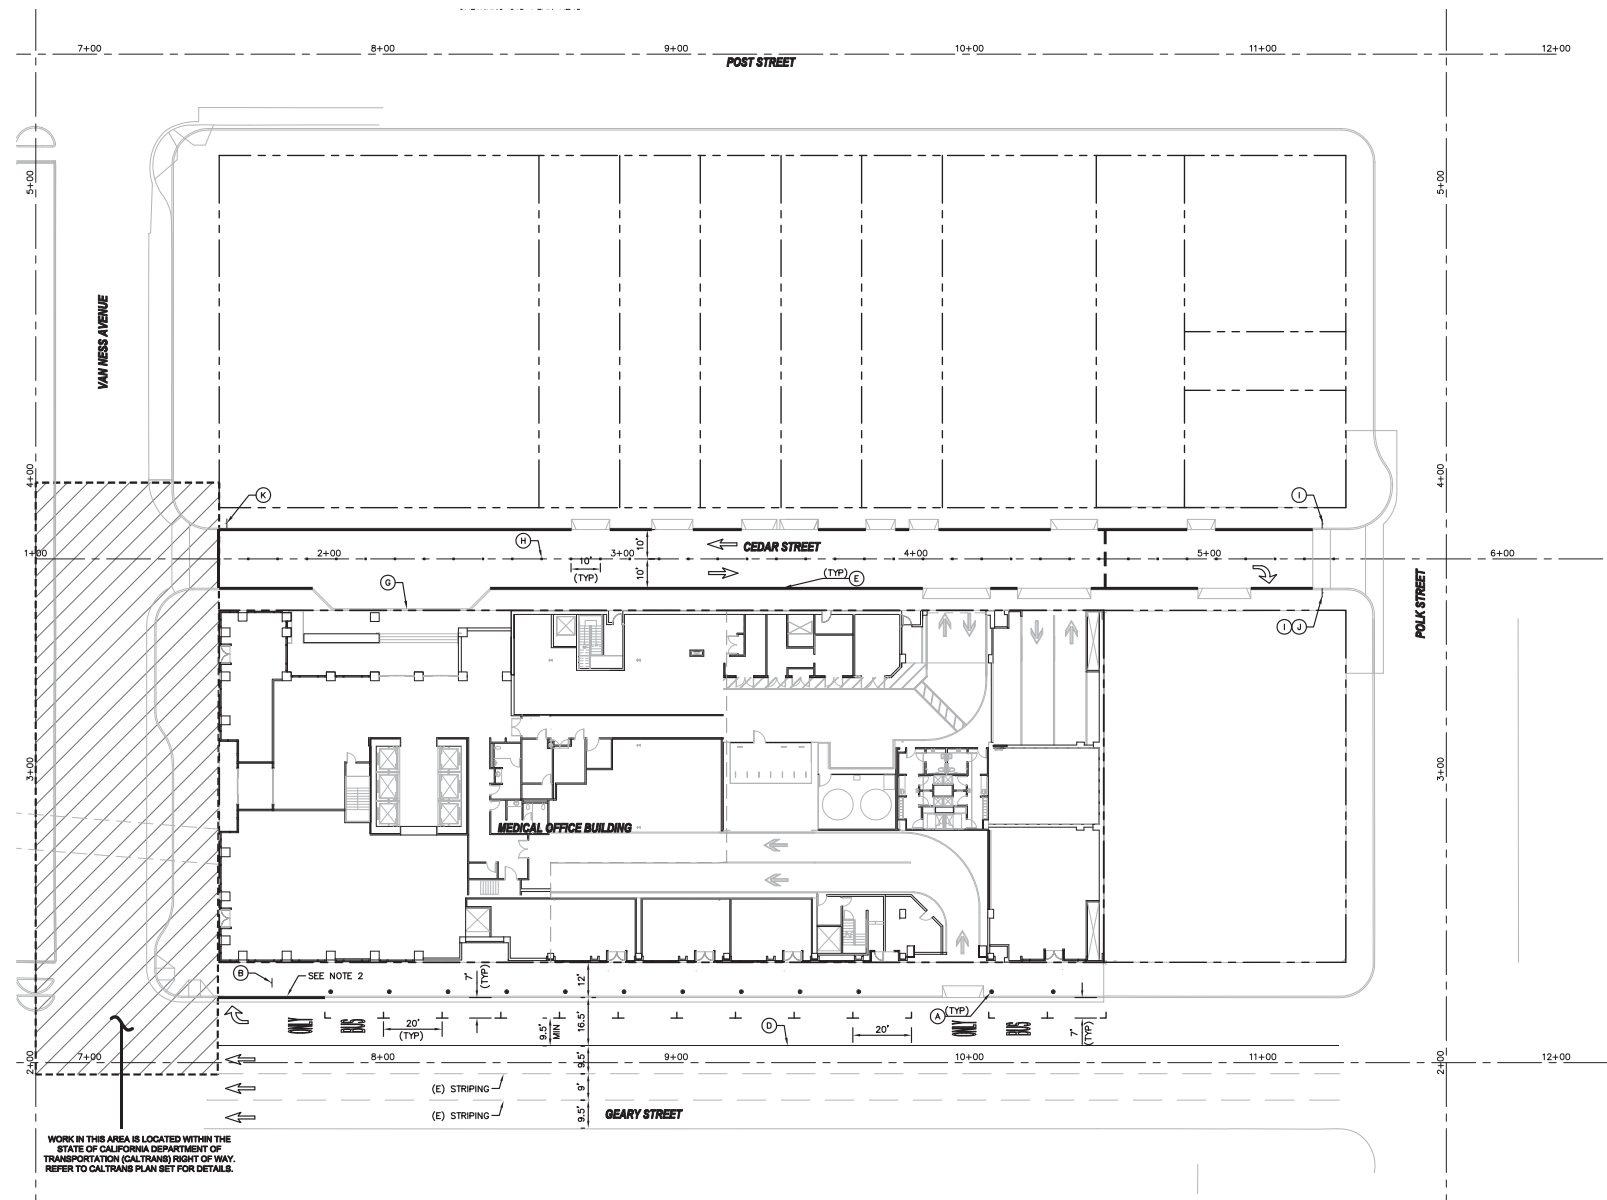 7+00
8+00
9+00
10+00
11+00
12+00
POST STREET
5+00
5+00
VAN NESS AVENUE
4+00
4+00
K
I
1+00
2+00
H
3+00
10'
CEDAR STREET
4+00
5+00
6+00
10'
(TYP)
10'
(TYP)
E
G
POLK STREET
I
J
3+00
3+00
MEDICAL OFFICE BUILDING
B
SEE NOTE 2
7'
(TYP)
12'
A
(TYP)
ONLY
BUS
20'
(TYP)
9.5'
MIN
16.5'
D
20'
ONLY
BUS
7'
(TYP)
2+00
7+00
8+00
9+00
9.5'
10+00
11+00
2+00
12+00
(E) STRIPING
9'
(E) STRIPING
9.5'
GEARY STREET
WORK IN THIS AREA IS LOCATED WITHIN THE
STATE OF CALIFORNIA DEPARTMENT OF
TRANSPORTATION (CALTRANS) RIGHT OF WAY.
REFER TO CALTRANS PLAN SET FOR DETAILS.